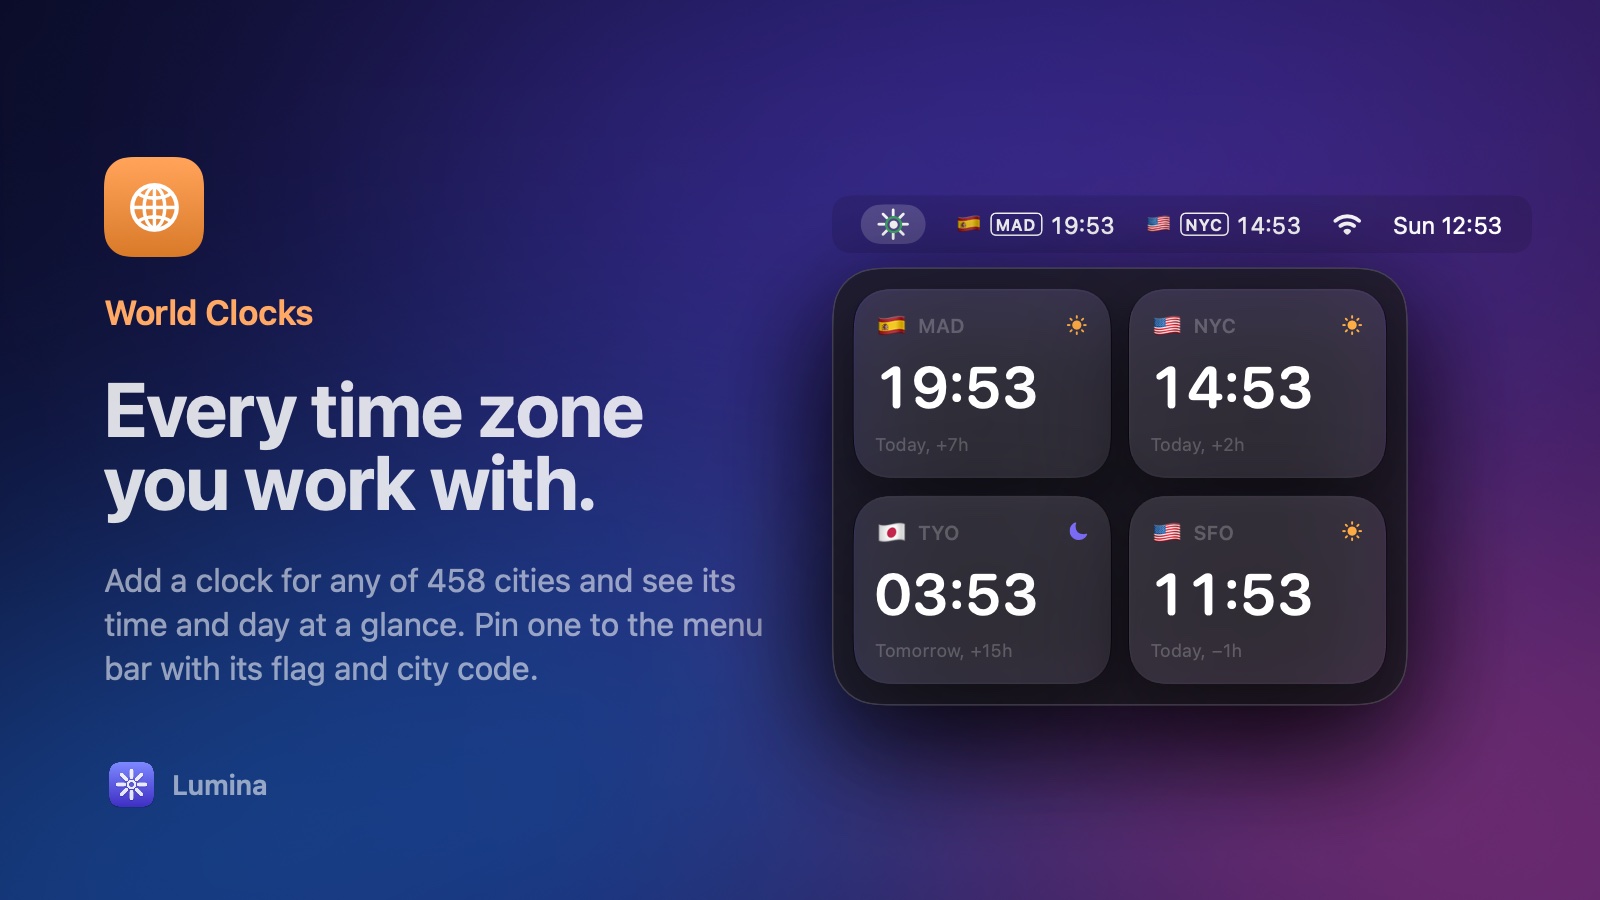 World Clocks
Every time zone
you work with.
Add a clock for any of 458 cities and see its
time and day at a glance. Pin one to the menu
bar with its flag and city code.
Lumina
MAD 19:53 NYC 14:53 Sun 12:53
MAD
19:53
Today, +7h
NYC
14:53
Today, +2h
TYO
03:53
Tomorrow, +15h
SFO
11:53
Today, −1h